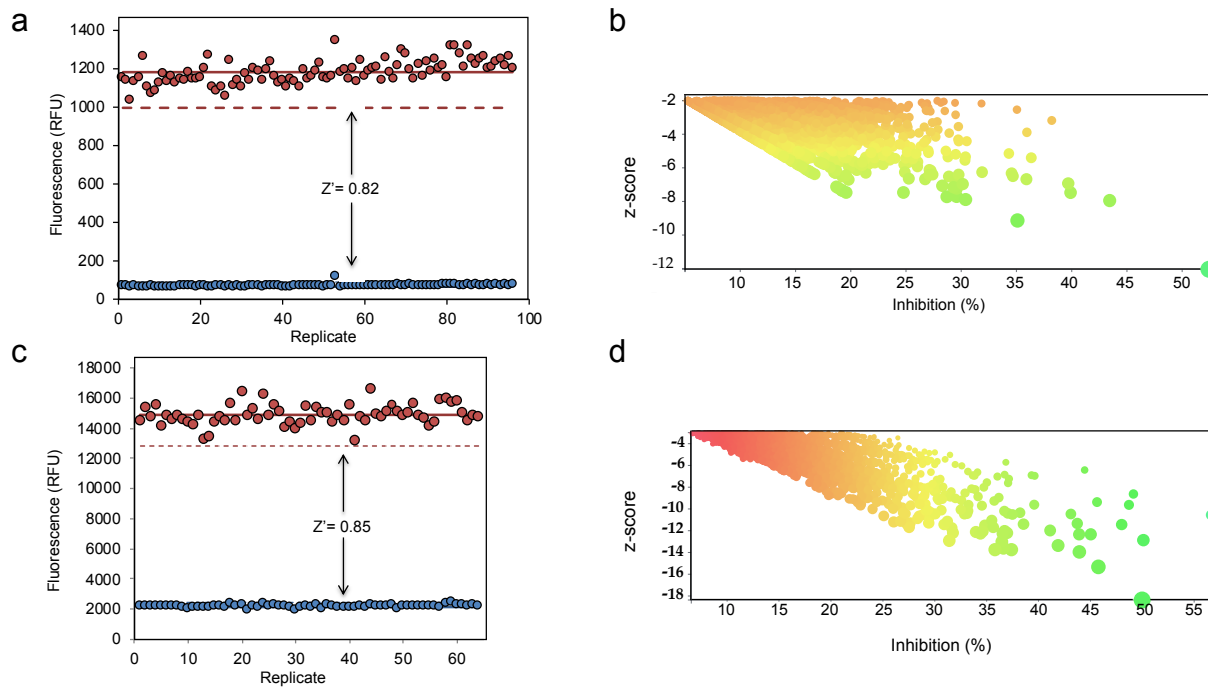 a
1400
1200
1000
800
600
400
200
0
Fluorescence (RFU)
Z'= 0.82
0 20 40 60 80 100
Replicate
b
-2
-4
-6
-8
-10
-12
z-score
10 15 20 25 30 35 40 45 50
Inhibition (%)
c
18000
16000
14000
12000
10000
8000
6000
4000
2000
0
Fluorescence (RFU)
Z'= 0.85
0 10 20 30 40 50 60
Replicate
d
-4
-6
-8
-10
-12
-14
-16
-18
z-score
10 15 20 25 30 35 40 45 50 55
Inhibition (%)